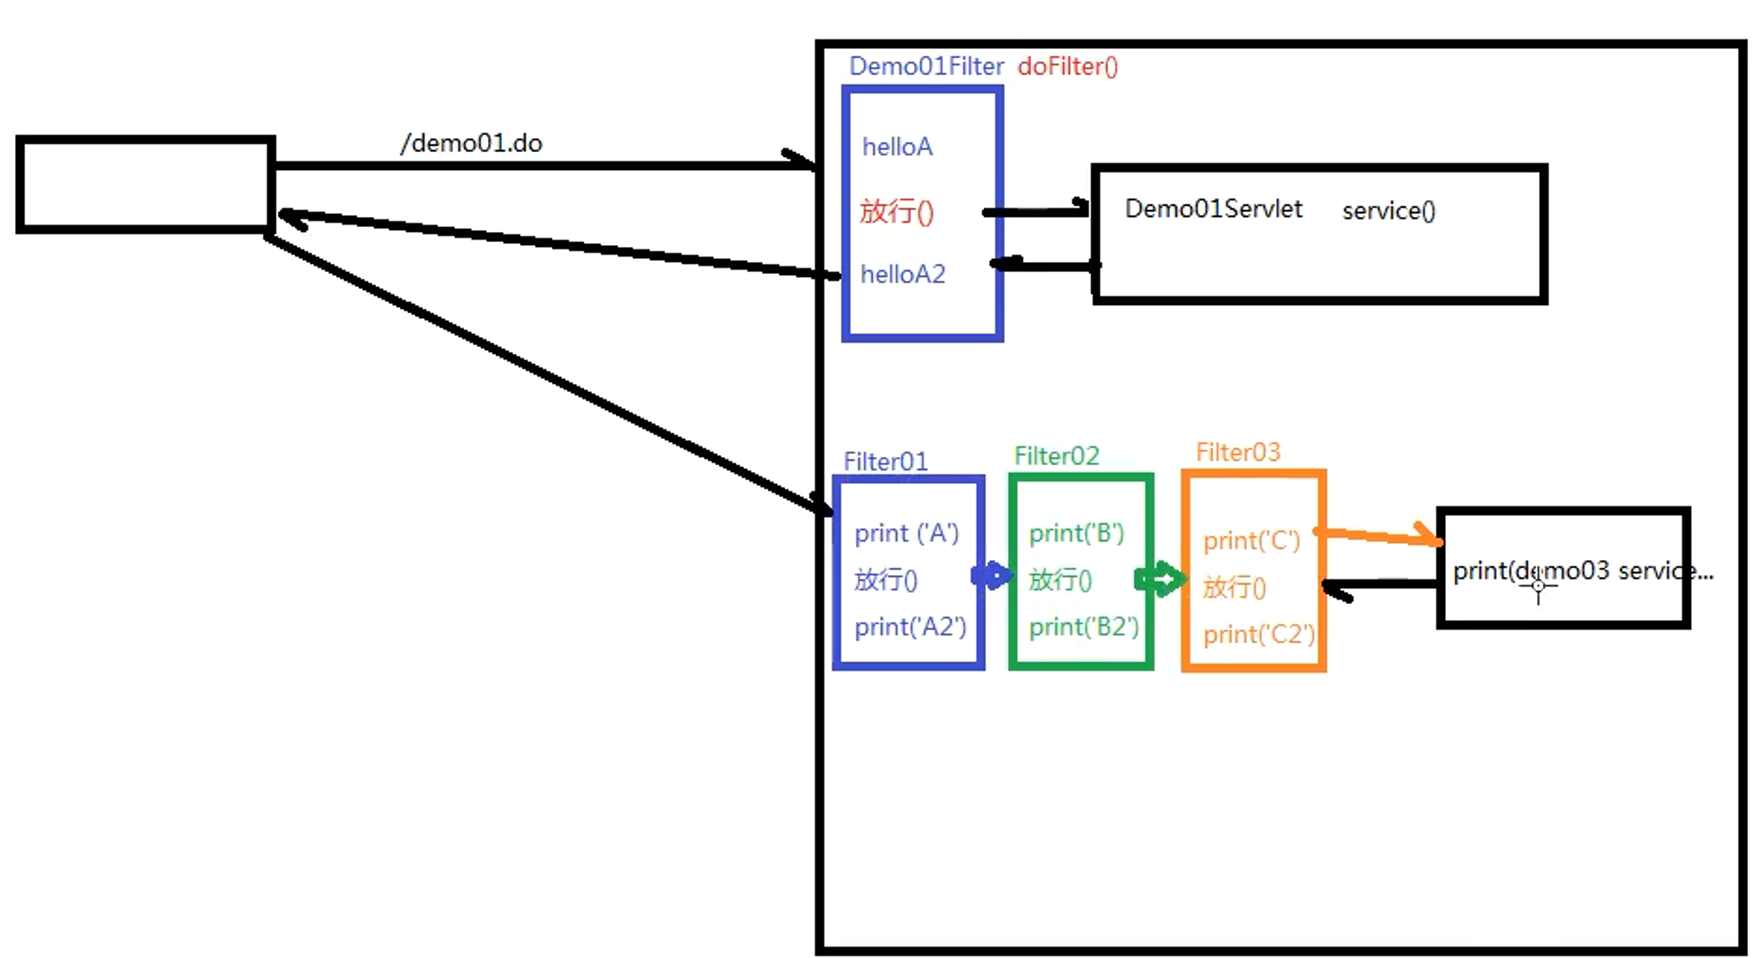 Demo01Filter doFilter()
/demo01.do
helloA
放行()
helloA2
Demo01Servlet service()
Filter01
print ('A')
放行()
print('A2')
Filter02
print('B')
放行()
print('B2')
Filter03
print('C')
放行()
print('C2')
print(demo03 service...